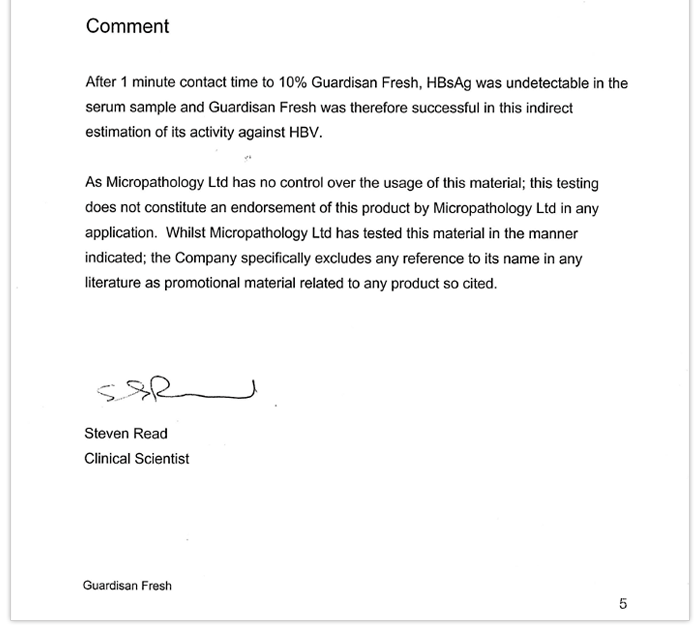 Comment
After 1 minute contact time to 10% Guardisan Fresh, HBsAg was undetectable in the
serum sample and Guardisan Fresh was therefore successful in this indirect
estimation of its activity against HBV.
As Micropathology Ltd has no control over the usage of this material; this testing
does not constitute an endorsement of this product by Micropathology Ltd in any
application.  Whilst Micropathology Ltd has tested this material in the manner
indicated; the Company specifically excludes any reference to its name in any
literature as promotional material related to any product so cited.
Steven Read
Clinical Scientist
Guardisan Fresh
5